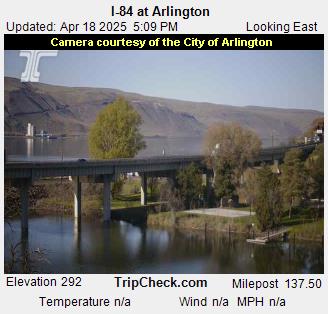 I-84 at Arlington
Updated: Apr 18 2025 5:09 PM Looking East
Camera courtesy of the City of Arlington
Elevation 292 TripCheck.com Milepost 137.50
Temperature n/a Wind n/a MPH n/a